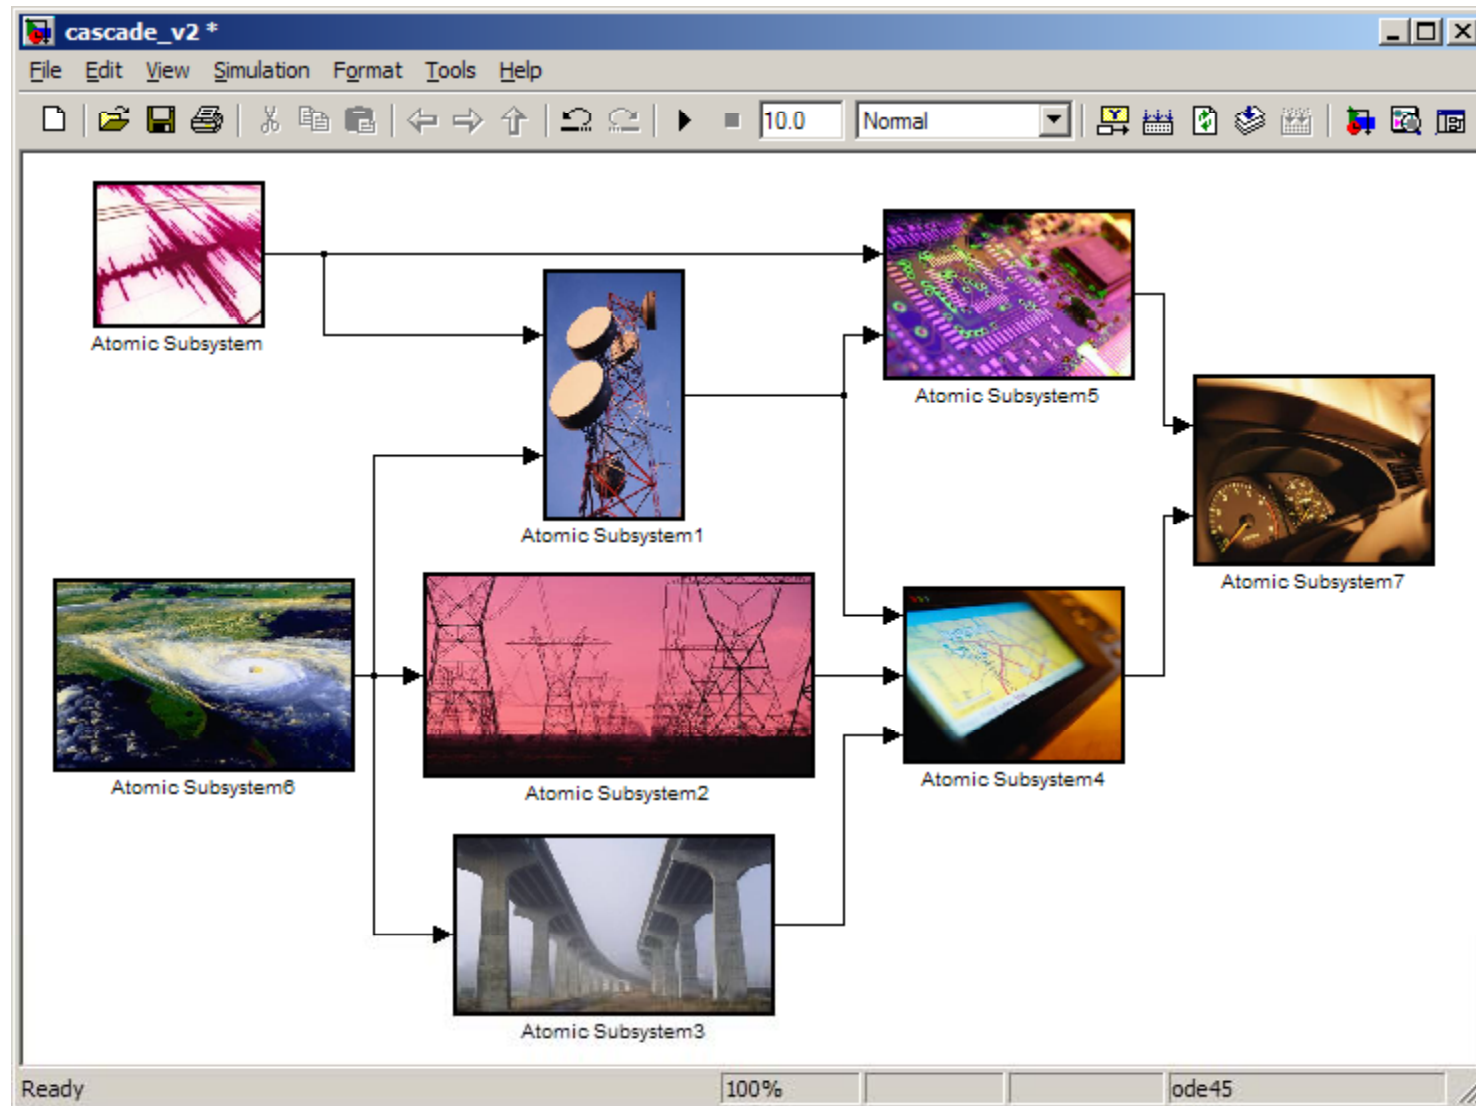 cascade_v2 *
File Edit View Simulation Format Tools Help
10.0 Normal
Atomic Subsystem
Atomic Subsystem5
Atomic Subsystem1
Atomic Subsystem7
Atomic Subsystem6
Atomic Subsystem2
Atomic Subsystem4
Atomic Subsystem3
Ready 100% ode45